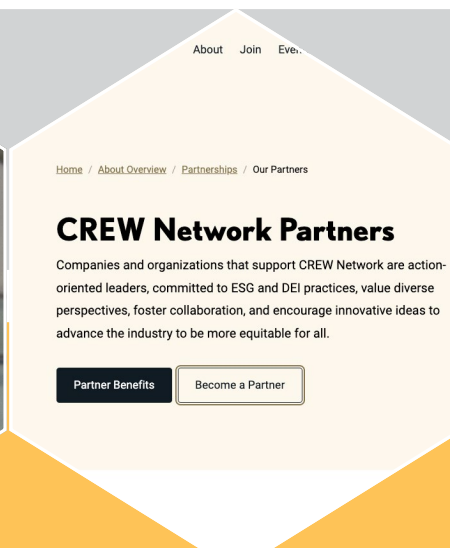 About Join
Home / About Overview / Partnerships / Our Partners
CREW Network Partners
Companies and organizations that support CREW Network are action-
oriented leaders, committed to ESG and DEI practices, value diverse
perspectives, foster collaboration, and encourage innovative ideas to
advance the industry to be more equitable for all.
Partner Benefits Become a Partner